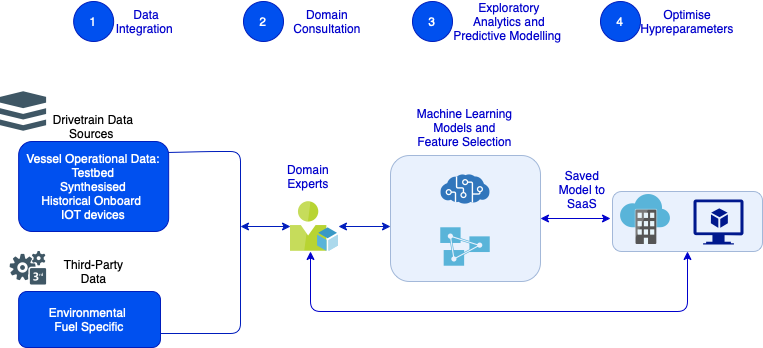 1
Data
Integration
2
Domain
Consultation
3
Exploratory
Analytics and
Predictive Modelling
4
Optimise
Hypreparameters
Drivetrain Data
Sources
Vessel Operational Data:
Testbed
Synthesised
Historical Onboard
IOT devices
Third-Party
Data
3rd
Environmental
Fuel Specific
Domain
Experts
Machine Learning
Models and
Feature Selection
Saved
Model to
SaaS